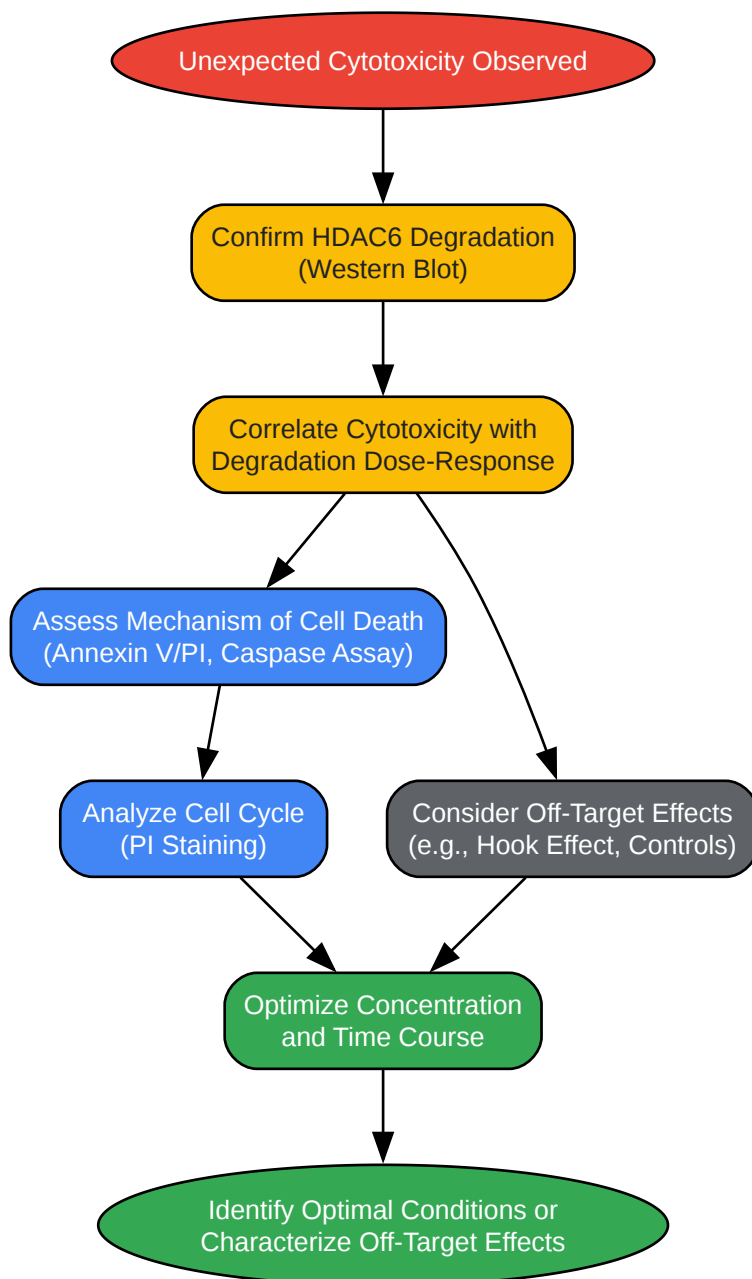 Unexpected Cytotoxicity Observed
Confirm HDAC6 Degradation
(Western Blot)
Correlate Cytotoxicity with
Degradation Dose-Response
Assess Mechanism of Cell Death
(Annexin V/PI, Caspase Assay)
Analyze Cell Cycle
(PI Staining)
Consider Off-Target Effects
(e.g., Hook Effect, Controls)
Optimize Concentration
and Time Course
Identify Optimal Conditions or
Characterize Off-Target Effects